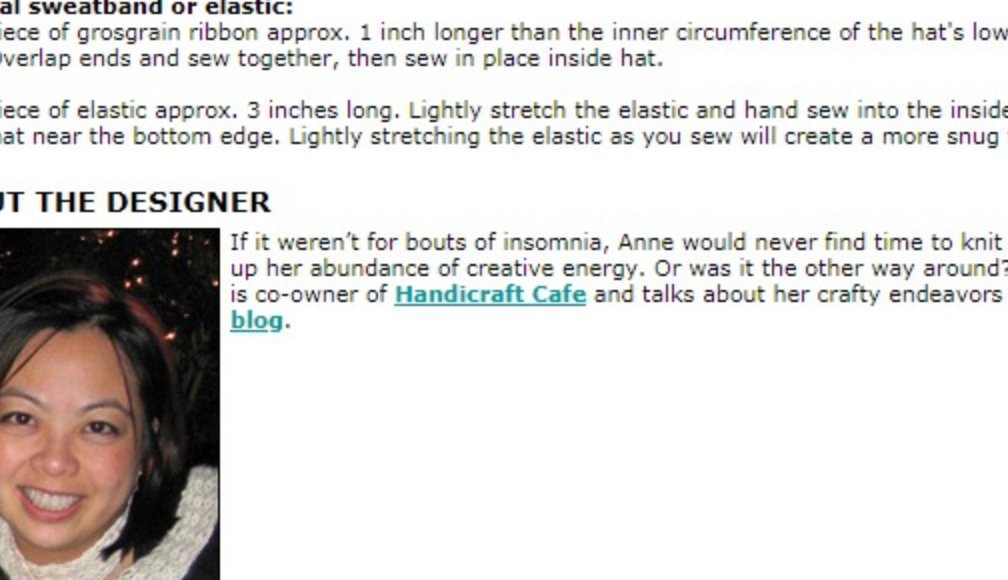 al sweatband or elastic:
iece of grosgrain ribbon approx. 1 inch longer than the inner circumference of the hat's low
verlap ends and sew together, then sew in place inside hat.
iece of elastic approx. 3 inches long. Lightly stretch the elastic and hand sew into the inside
at near the bottom edge. Lightly stretching the elastic as you sew will create a more snug
UT THE DESIGNER
If it weren’t for bouts of insomnia, Anne would never find time to knit
up her abundance of creative energy. Or was it the other way around?
is co-owner of Handicraft Cafe and talks about her crafty endeavors
blog.